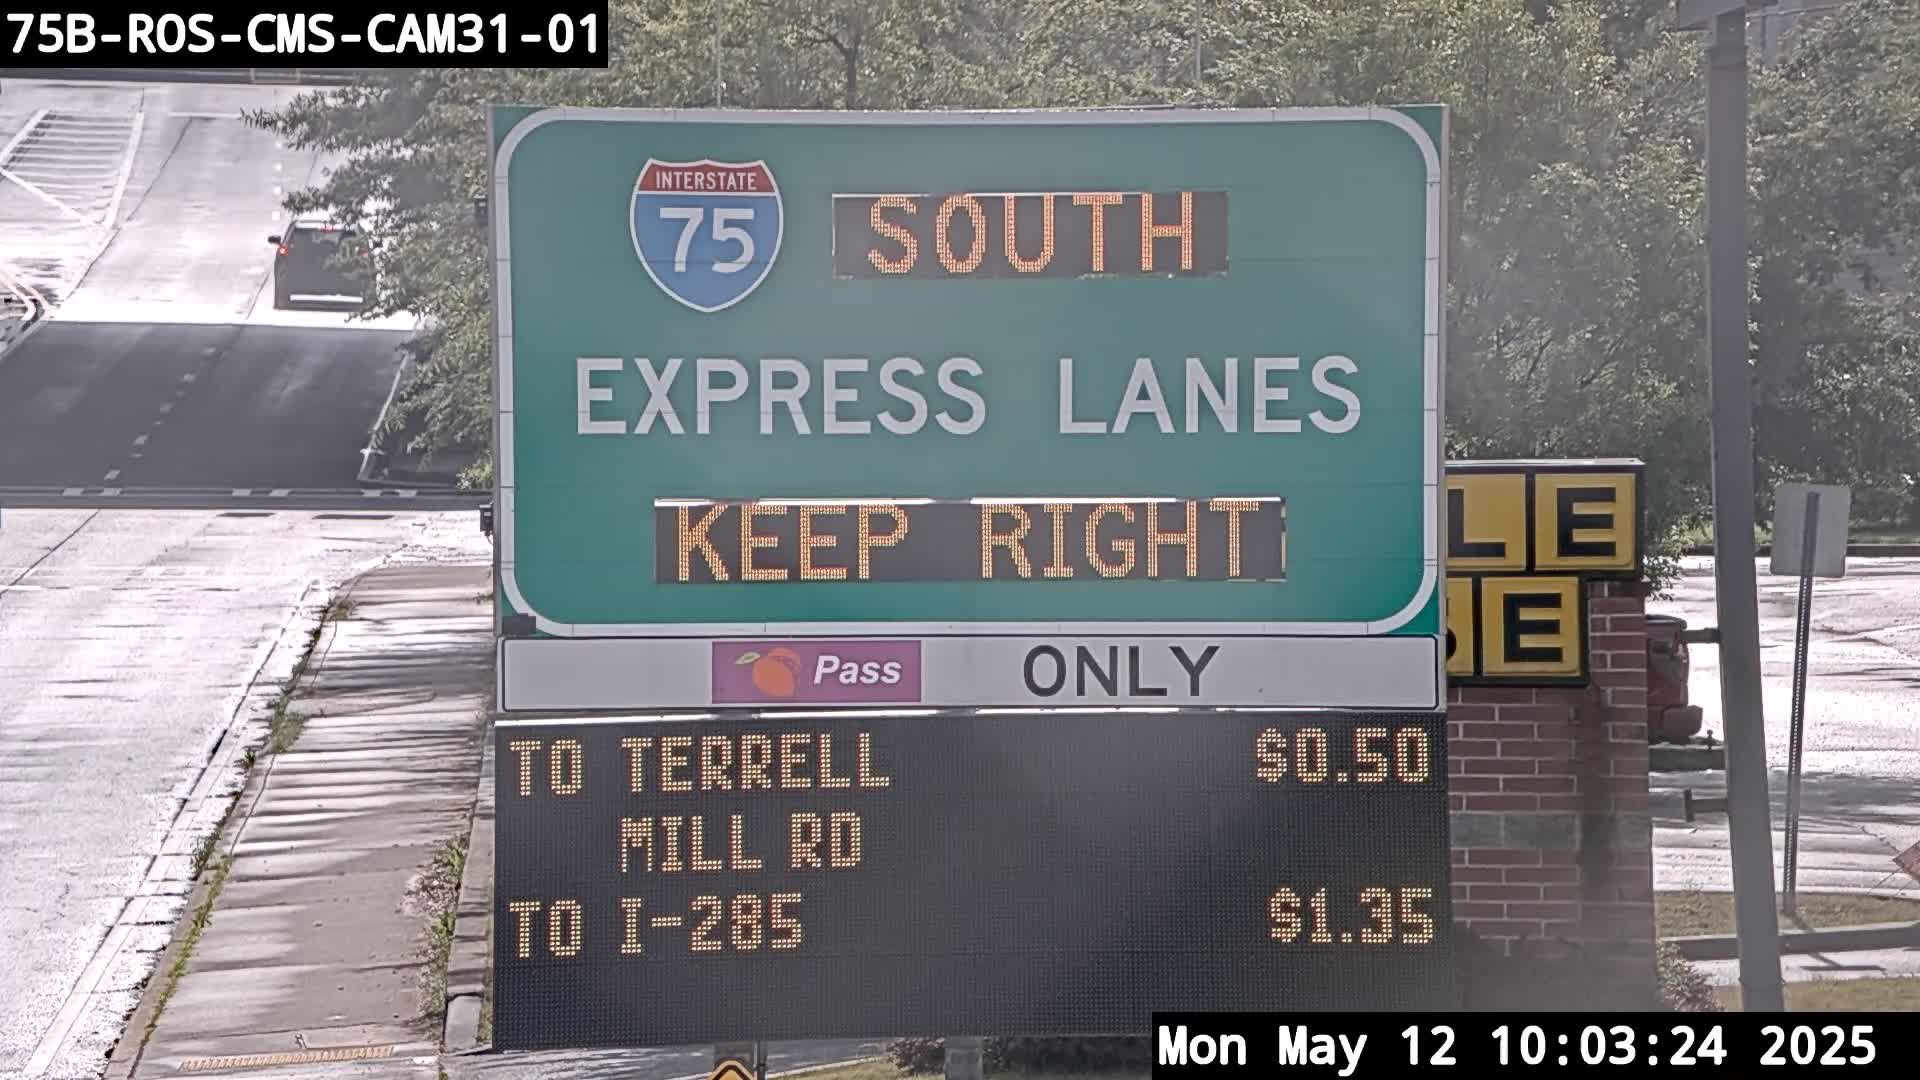 75B-ROS-CMS-CAM31-01
INTERSTATE
75
SOUTH
EXPRESS LANES
KEEP RIGHT
Pass ONLY
TO TERRELL $0.50
MILL RD
TO I-285 $1.35
LE
E
Mon May 12 10:03:24 2025